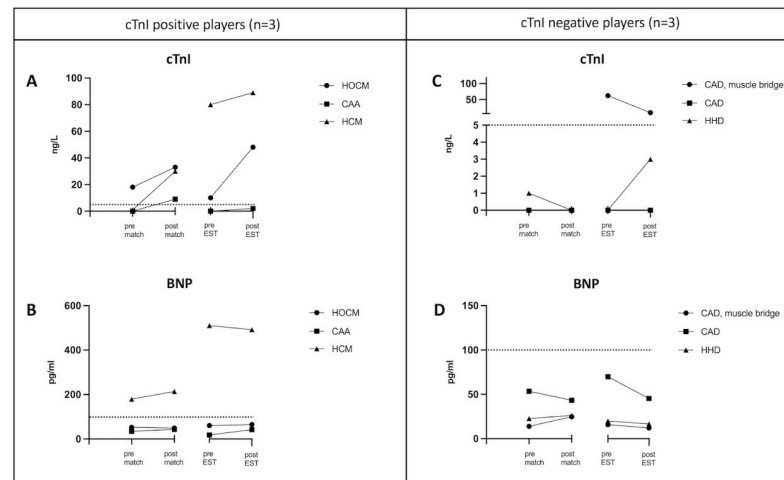 cTnI positive players (n=3)
cTnI negative players (n=3)
A
cTnI
ng/L
100
80
60
40
20
0
pre match
post match
pre EST
post EST
HOCM
CAA
HCM
C
cTnI
ng/L
100
50
5
4
3
2
1
0
pre match
post match
pre EST
post EST
CAD, muscle bridge
CAD
HHD
B
BNP
pg/ml
600
400
200
0
pre match
post match
pre EST
post EST
HOCM
CAA
HCM
D
BNP
pg/ml
150
100
50
0
pre match
post match
pre EST
post EST
CAD, muscle bridge
CAD
HHD